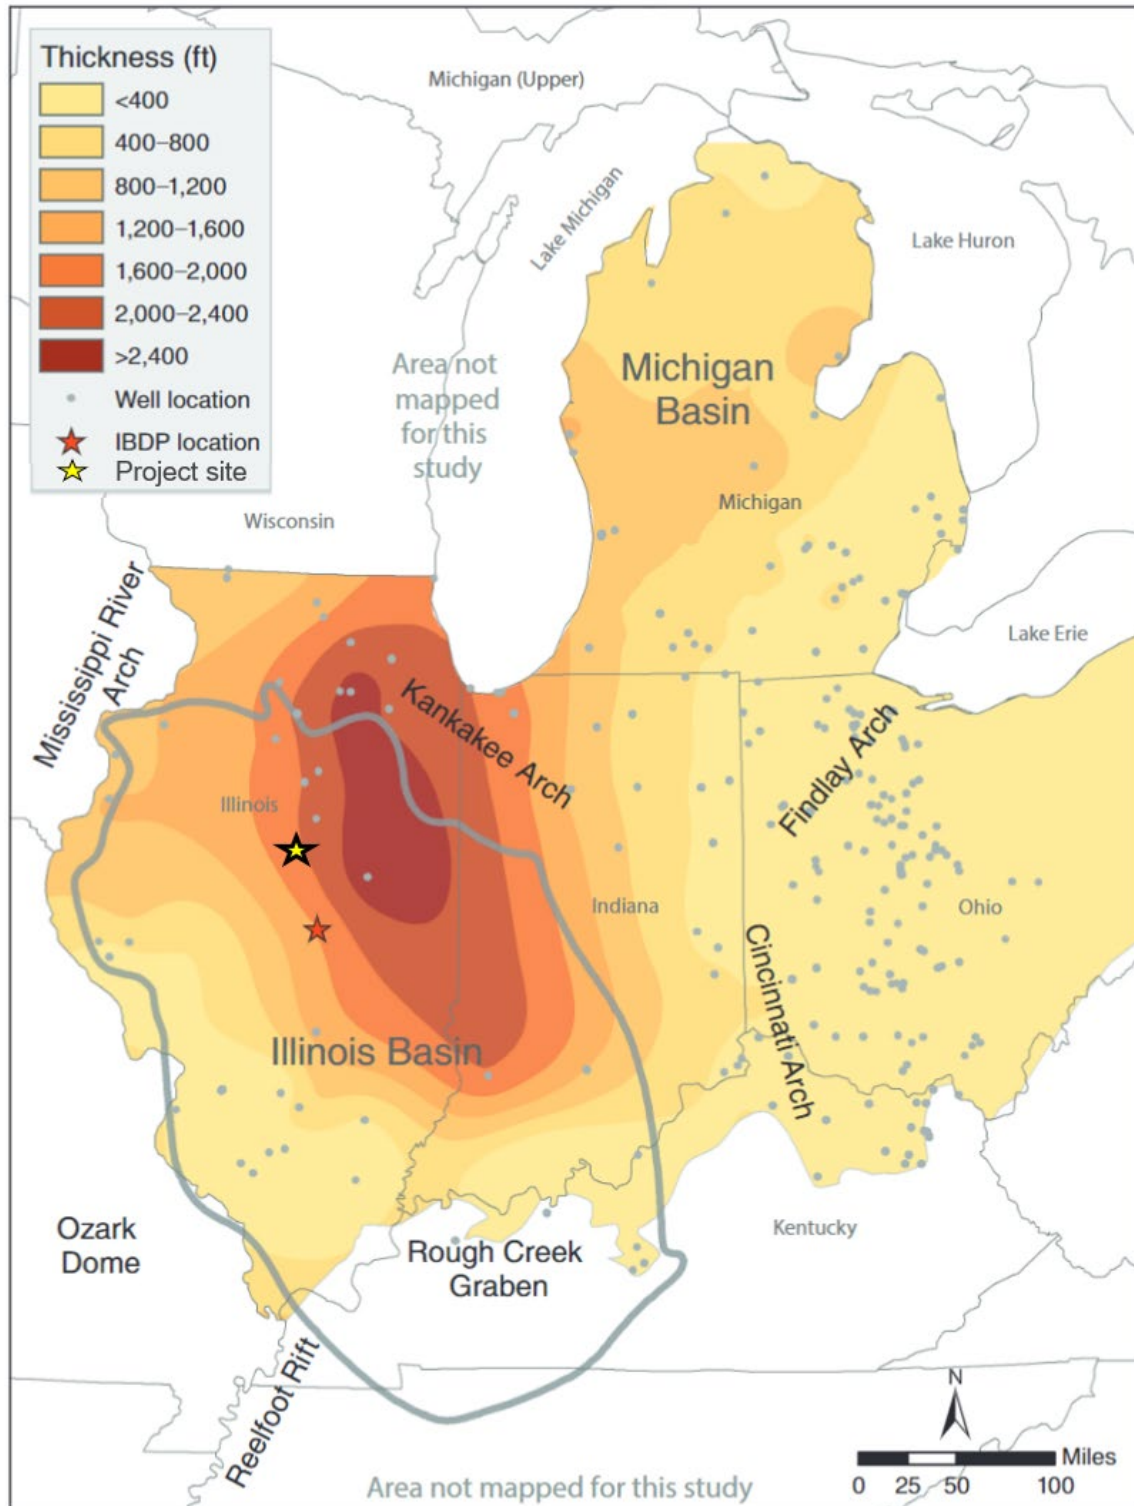 Thickness (ft)
<400
400–800
800–1,200
1,200–1,600
1,600–2,000
2,000–2,400
>2,400
Well location
IBDP location
Project site
Michigan (Upper)
Lake Michigan
Lake Huron
Area not
mapped
for this
study
Michigan
Basin
Michigan
Wisconsin
Mississippi River
Arch
Lake Erie
Kankakee Arch
Findlay Arch
Illinois
Indiana
Ohio
Cincinnati Arch
Illinois Basin
Ozark
Dome
Rough Creek
Graben
Kentucky
Reelfoot Rift
N
Miles
0 25 50 100
Area not mapped for this study